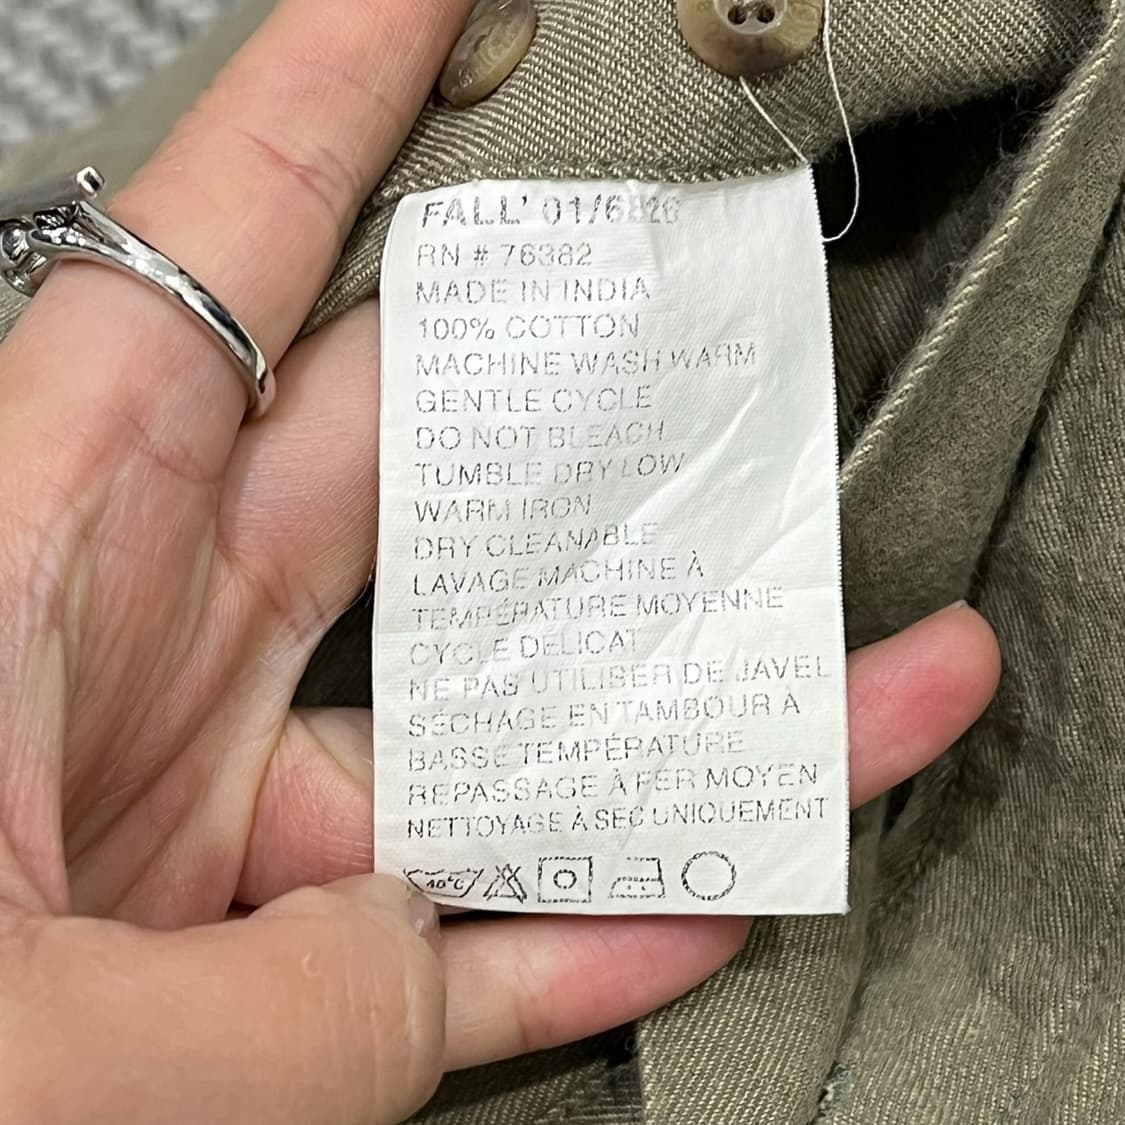 FALL' 01/6
RN # 76382
MADE IN INDIA
100% COTTON
MACHINE WASH WARM
GENTLE CYCLE
DO NOT BLEACH
TUMBLE DRY LOW
WARM IRON
DRY CLEANABLE
LAVAGE MACHINE À
TEMPÉRATURE MOYENNE
CYCLE DELICAT
NE PAS UTILISER DE JAVEL
SÉCHAGE EN TAMBOUR À
BASSE TEMPÉRATURE
REPASSAGE À FER MOYEN
NETTOYAGE À SEC UNIQUEMENT
40°C